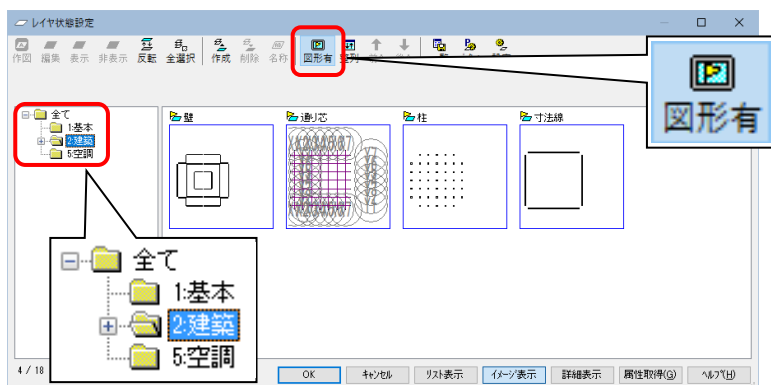 レイヤ状態設定
作図 編集 表示 非表示 反転 全選択 作成 削除 名称 図形有
図形有
全て
1:基本
2:建築
5:空調
壁 通り芯 柱 寸法線
全て
1:基本
2:建築
5:空調
4 / 18
OK ｷｬﾝｾﾙ リスト表示 ｲﾒｰｼﾞ表示 詳細表示 属性取得(G) ﾍﾙﾌﾟ(H)